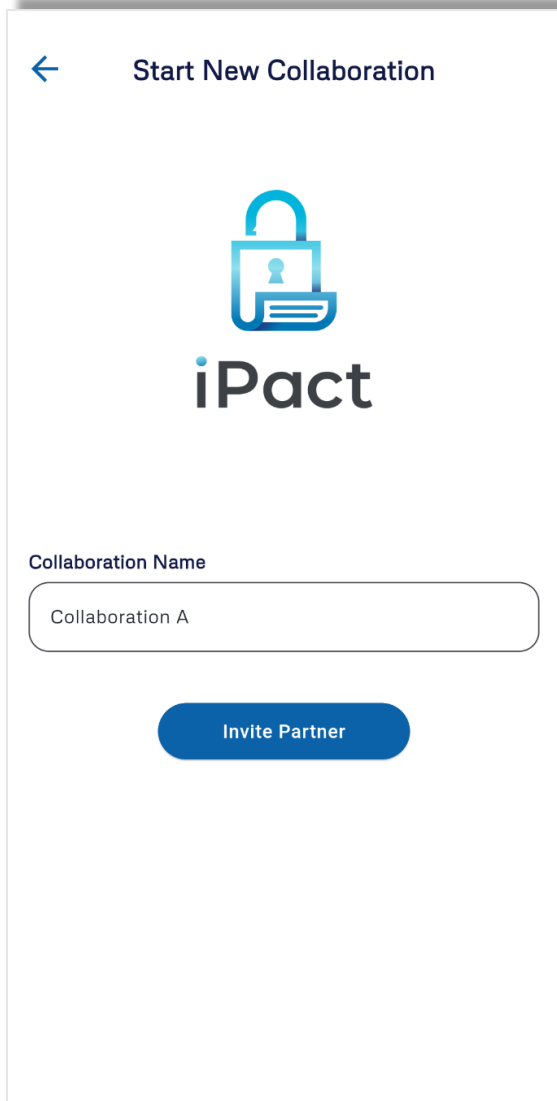 Start New Collaboration
iPact
Collaboration Name
Collaboration A
Invite Partner